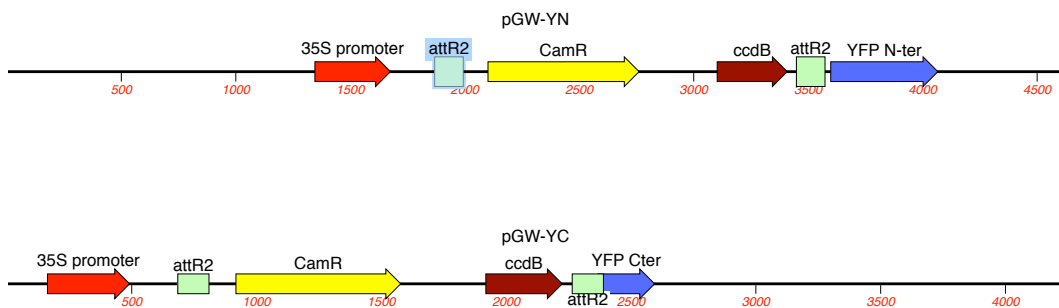 pGW-YN
35S promoter attR2 CamR ccdB attR2 YFP N-ter
500 1000 1500 2000 2500 3000 3500 4000 4500
pGW-YC
35S promoter attR2 CamR ccdB YFP Cter
attR2
500 1000 1500 2000 2500 3000 3500 4000